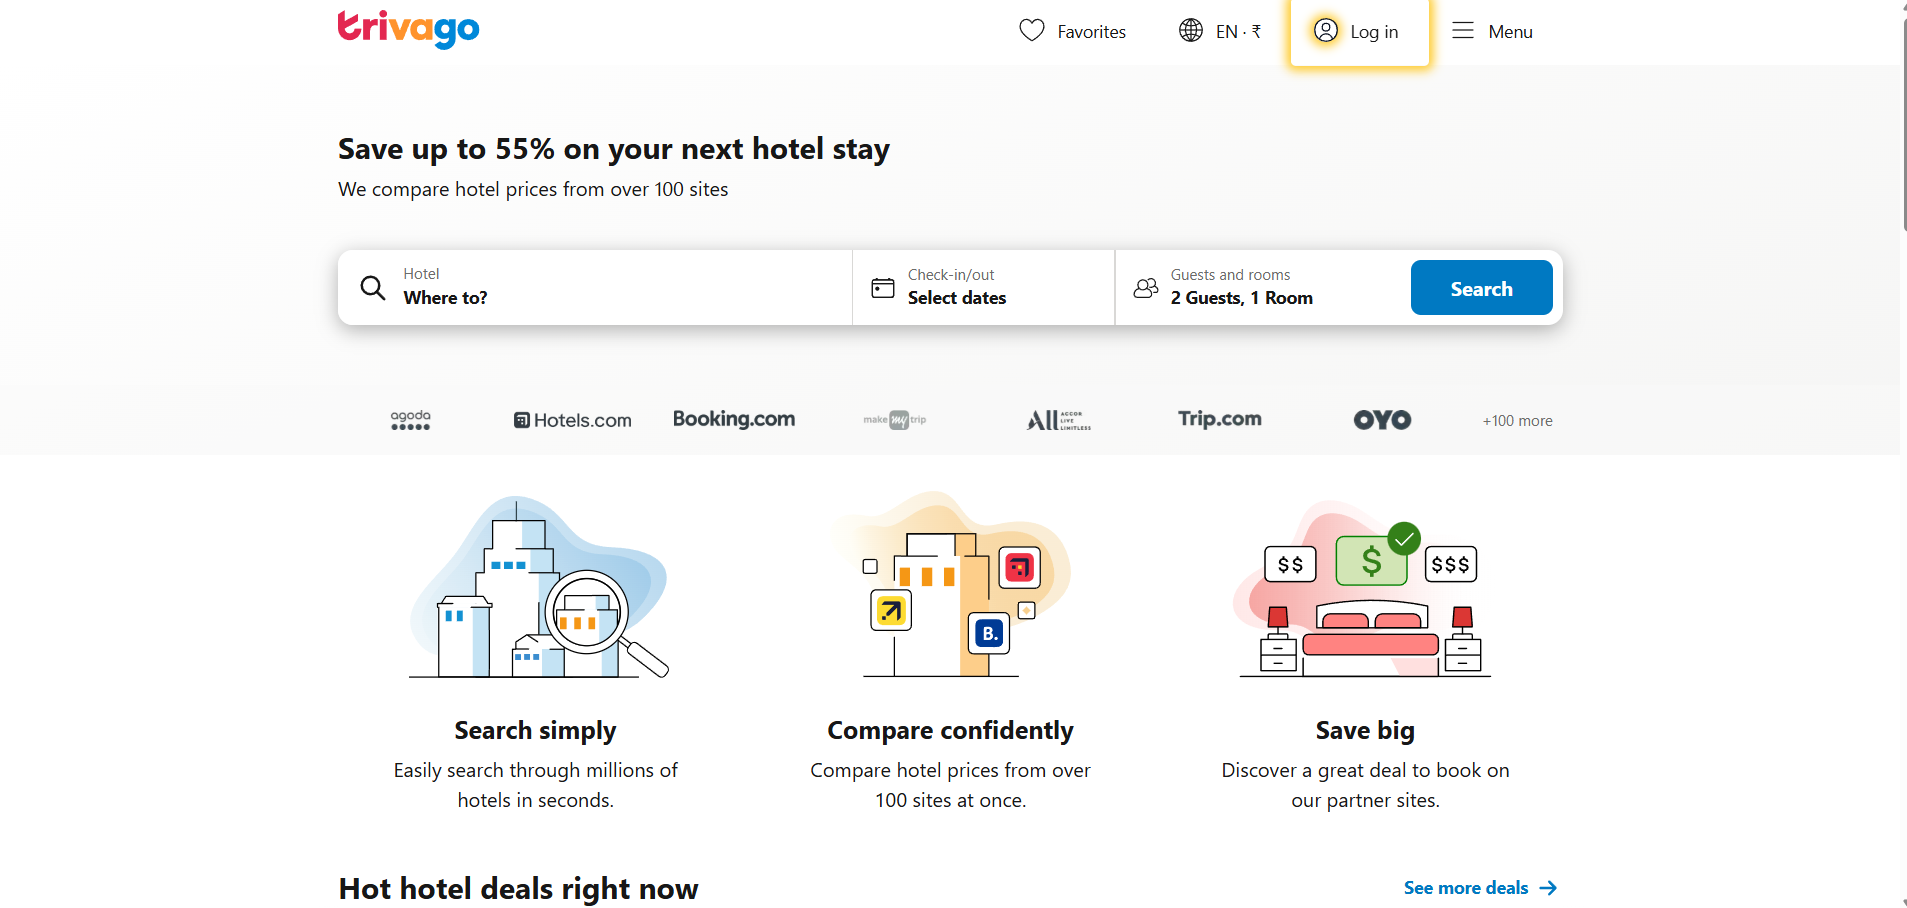 trivago
Favorites
EN · ₹
Log in
Menu
Save up to 55% on your next hotel stay
We compare hotel prices from over 100 sites
Hotel
Where to?
Check-in/out
Select dates
Guests and rooms
2 Guests, 1 Room
Search
agoda
Hotels.com
Booking.com
make my trip
ALL ACCOR LIVE LIMITLESS
Trip.com
OYO
+100 more
B.
$$
$
$$$
Search simply
Easily search through millions of
hotels in seconds.
Compare confidently
Compare hotel prices from over
100 sites at once.
Save big
Discover a great deal to book on
our partner sites.
Hot hotel deals right now
See more deals